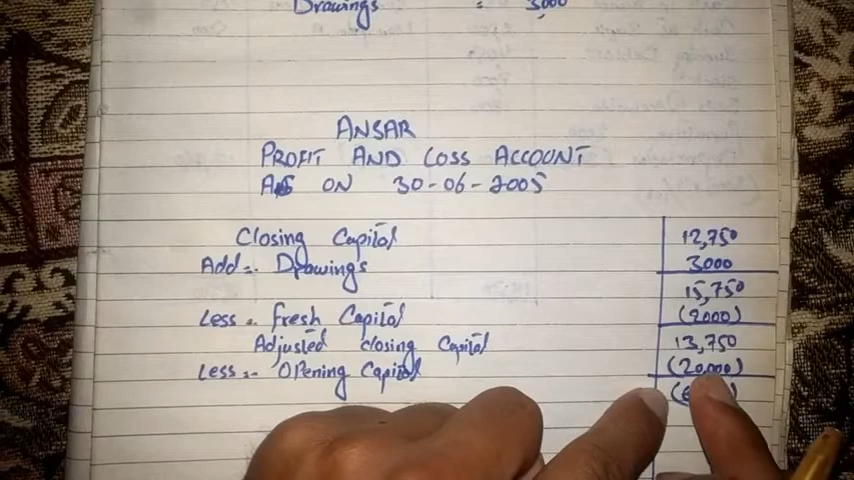 Drawings = 3000
ANSAR
PROFIT AND LOSS ACCOUNT
AS ON 30-06-2005
Closing Capital 12,750
Add:- Drawings 3000
15,750
Less:- Fresh Capital (2000)
Adjusted closing Capital 13,750
Less:- Opening Capital (20,000)